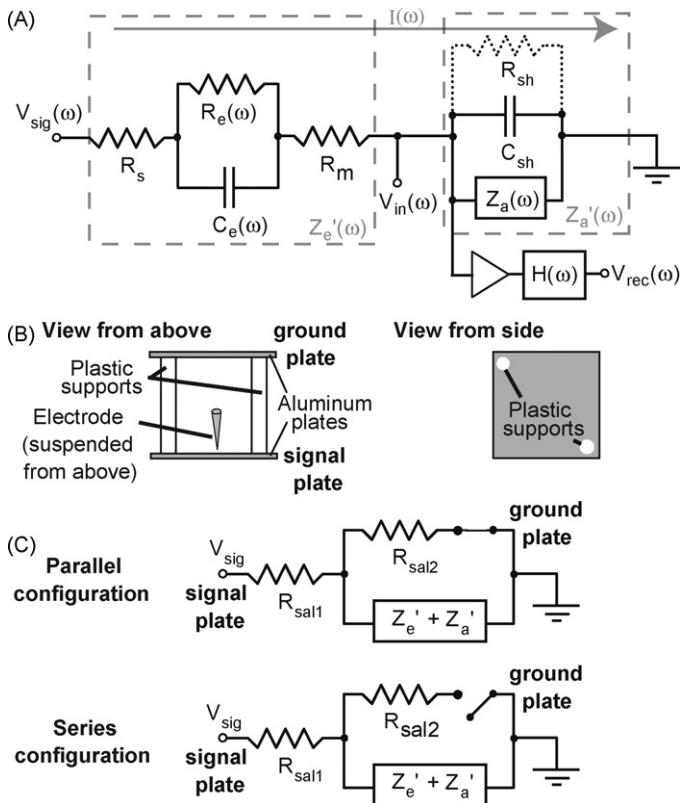 (A)
I(ω)
R_sh
V_sig(ω)
R_e(ω)
R_s
R_m
C_sh
C_e(ω)
V_in(ω)
Z_a(ω)
Z_e'(ω)
Z_a'(ω)
H(ω)
V_rec(ω)
(B)
View from above
ground
plate
View from side
Plastic
supports
Aluminum
plates
Electrode
(suspended
from above)
signal
plate
Plastic
supports
(C)
Parallel
configuration
V_sig
signal
plate
R_sal1
R_sal2
ground
plate
Z_e' + Z_a'
Series
configuration
V_sig
signal
plate
R_sal1
R_sal2
ground
plate
Z_e' + Z_a'